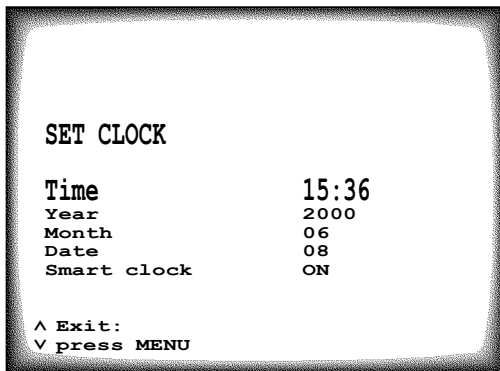 SET CLOCK
Time 15:36
Year 2000
Month 06
Date 08
Smart clock ON
∧ Exit:
∨ press MENU